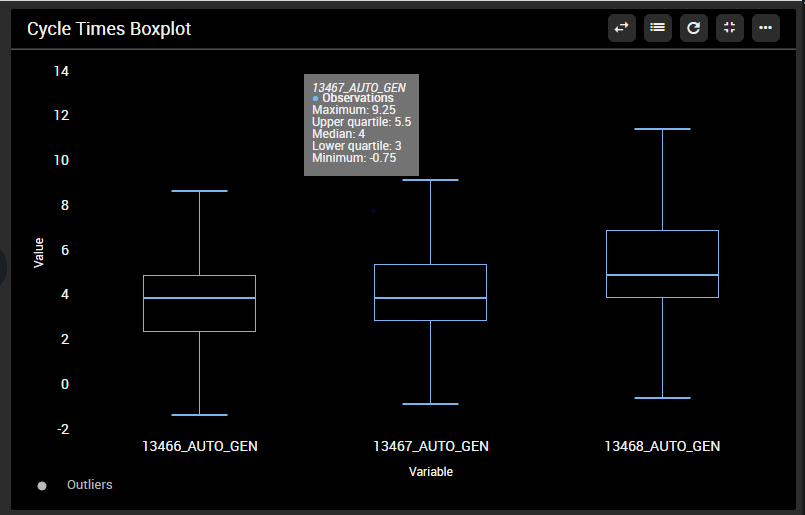 Cycle Times Boxplot
14
12
10
8
6
4
2
0
-2
Value
13467_AUTO_GEN
Observations
Maximum: 9.25
Upper quartile: 5.5
Median: 4
Lower quartile: 3
Minimum: -0.75
13466_AUTO_GEN
13467_AUTO_GEN
13468_AUTO_GEN
Variable
Outliers